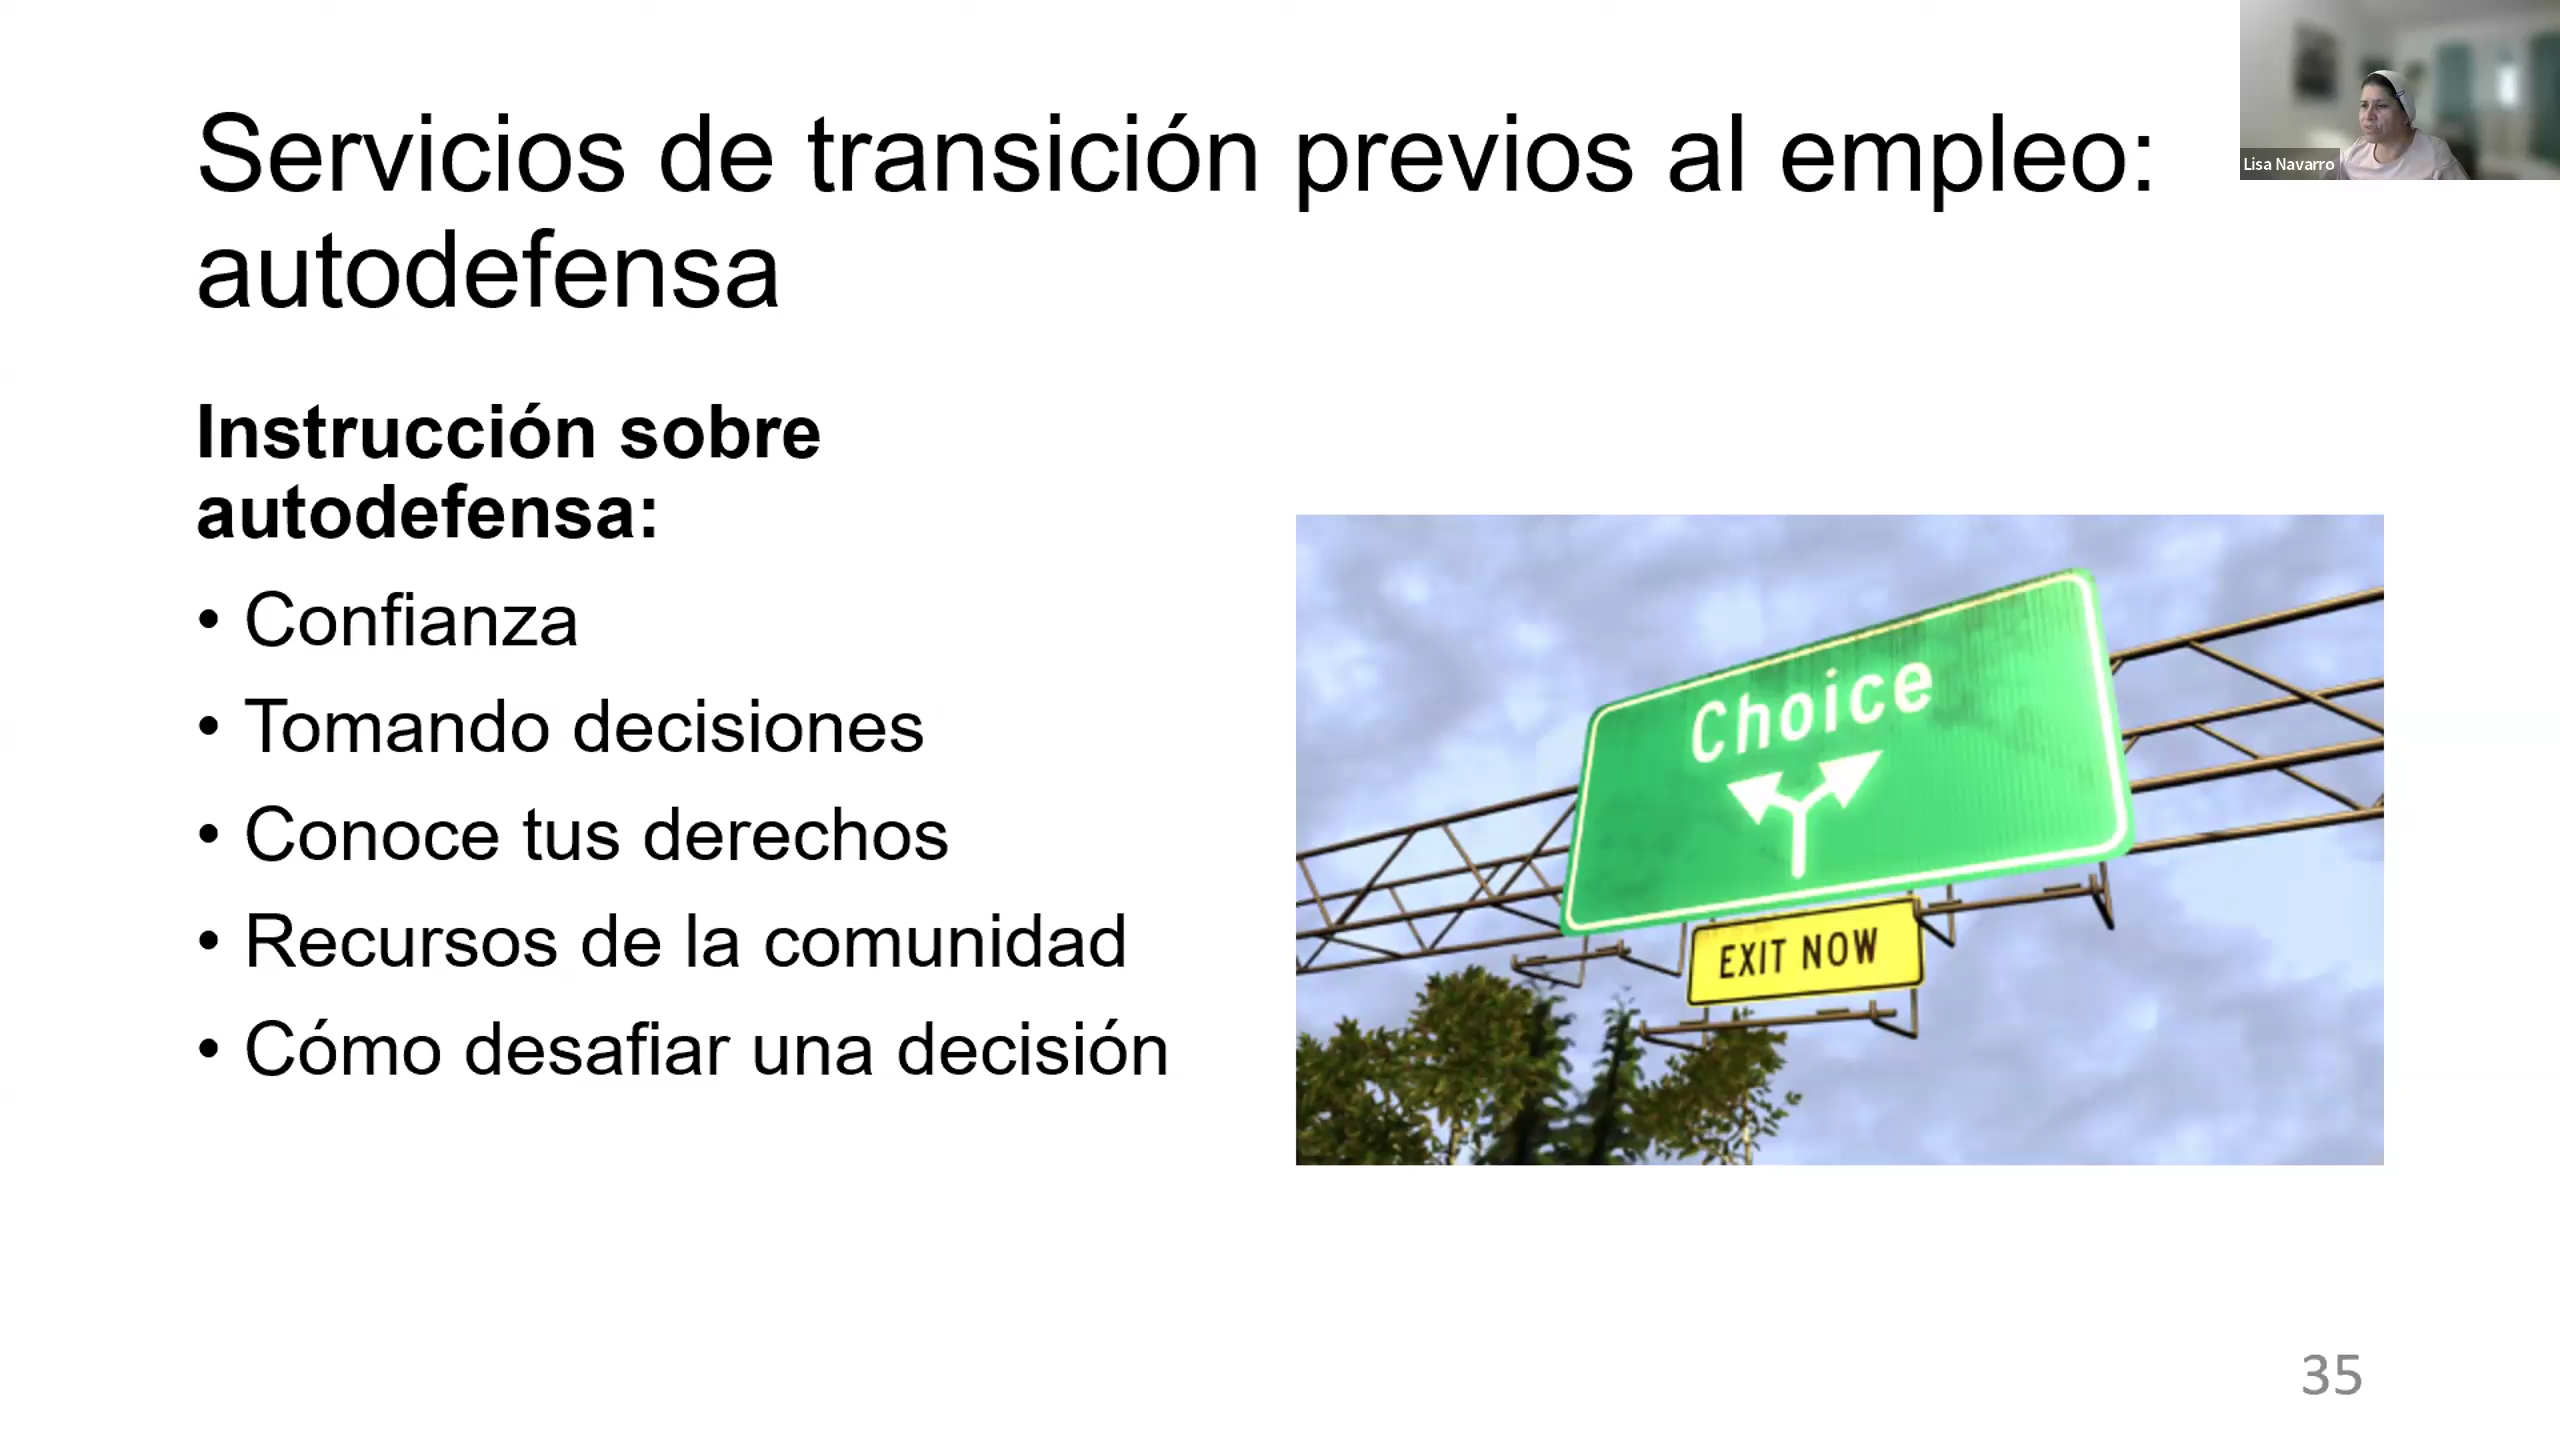 Servicios de transición previos al empleo:
autodefensa
Lisa Navarro
Instrucción sobre
autodefensa:
• Confianza
• Tomando decisiones
• Conoce tus derechos
• Recursos de la comunidad
• Cómo desafiar una decisión
Choice
EXIT NOW
35